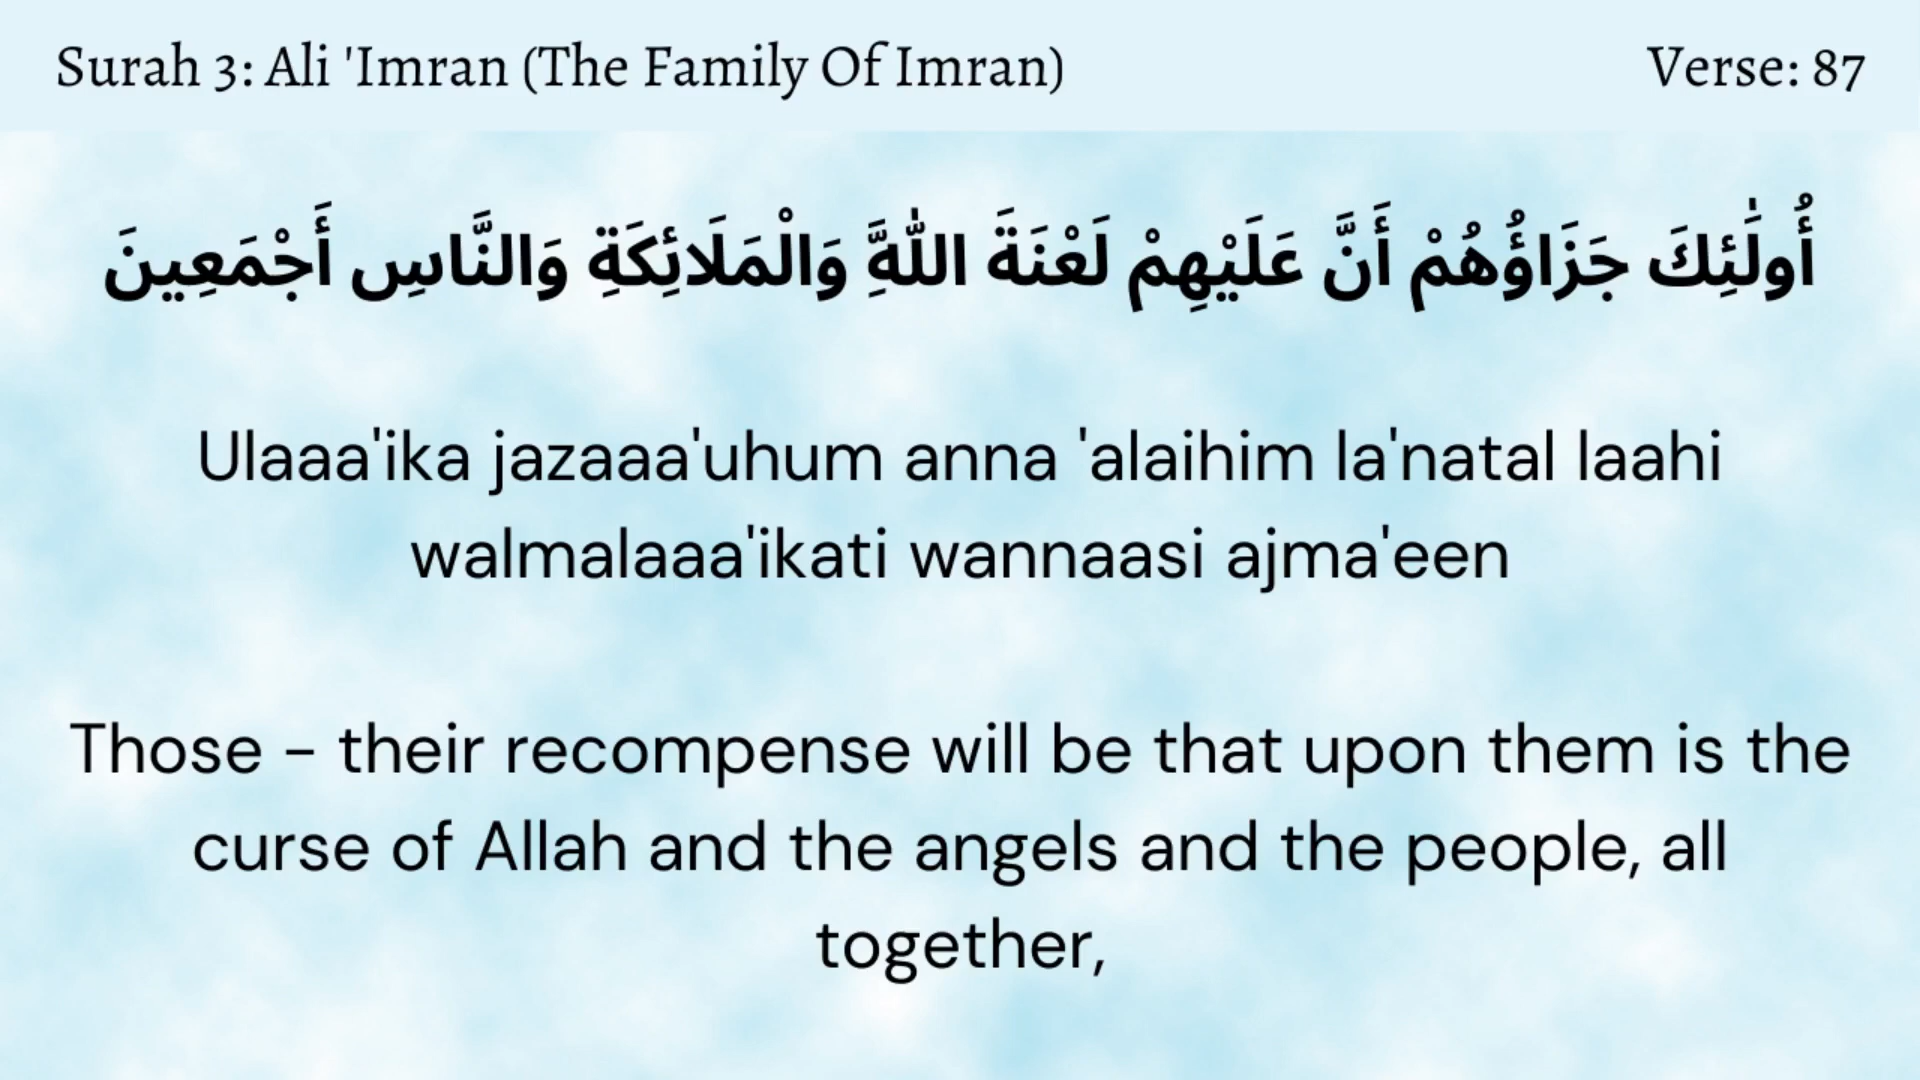 Surah 3: Ali 'Imran (The Family Of Imran)
Verse: 87
أُولَٰئِكَ جَزَاؤُهُمْ أَنَّ عَلَيْهِمْ لَعْنَةَ اللَّهِ وَالْمَلَائِكَةِ وَالنَّاسِ أَجْمَعِينَ
Ulaaa'ika jazaaa'uhum anna 'alaihim la'natal laahi
walmalaaa'ikati wannaasi ajma'een
Those – their recompense will be that upon them is the
curse of Allah and the angels and the people, all
together,